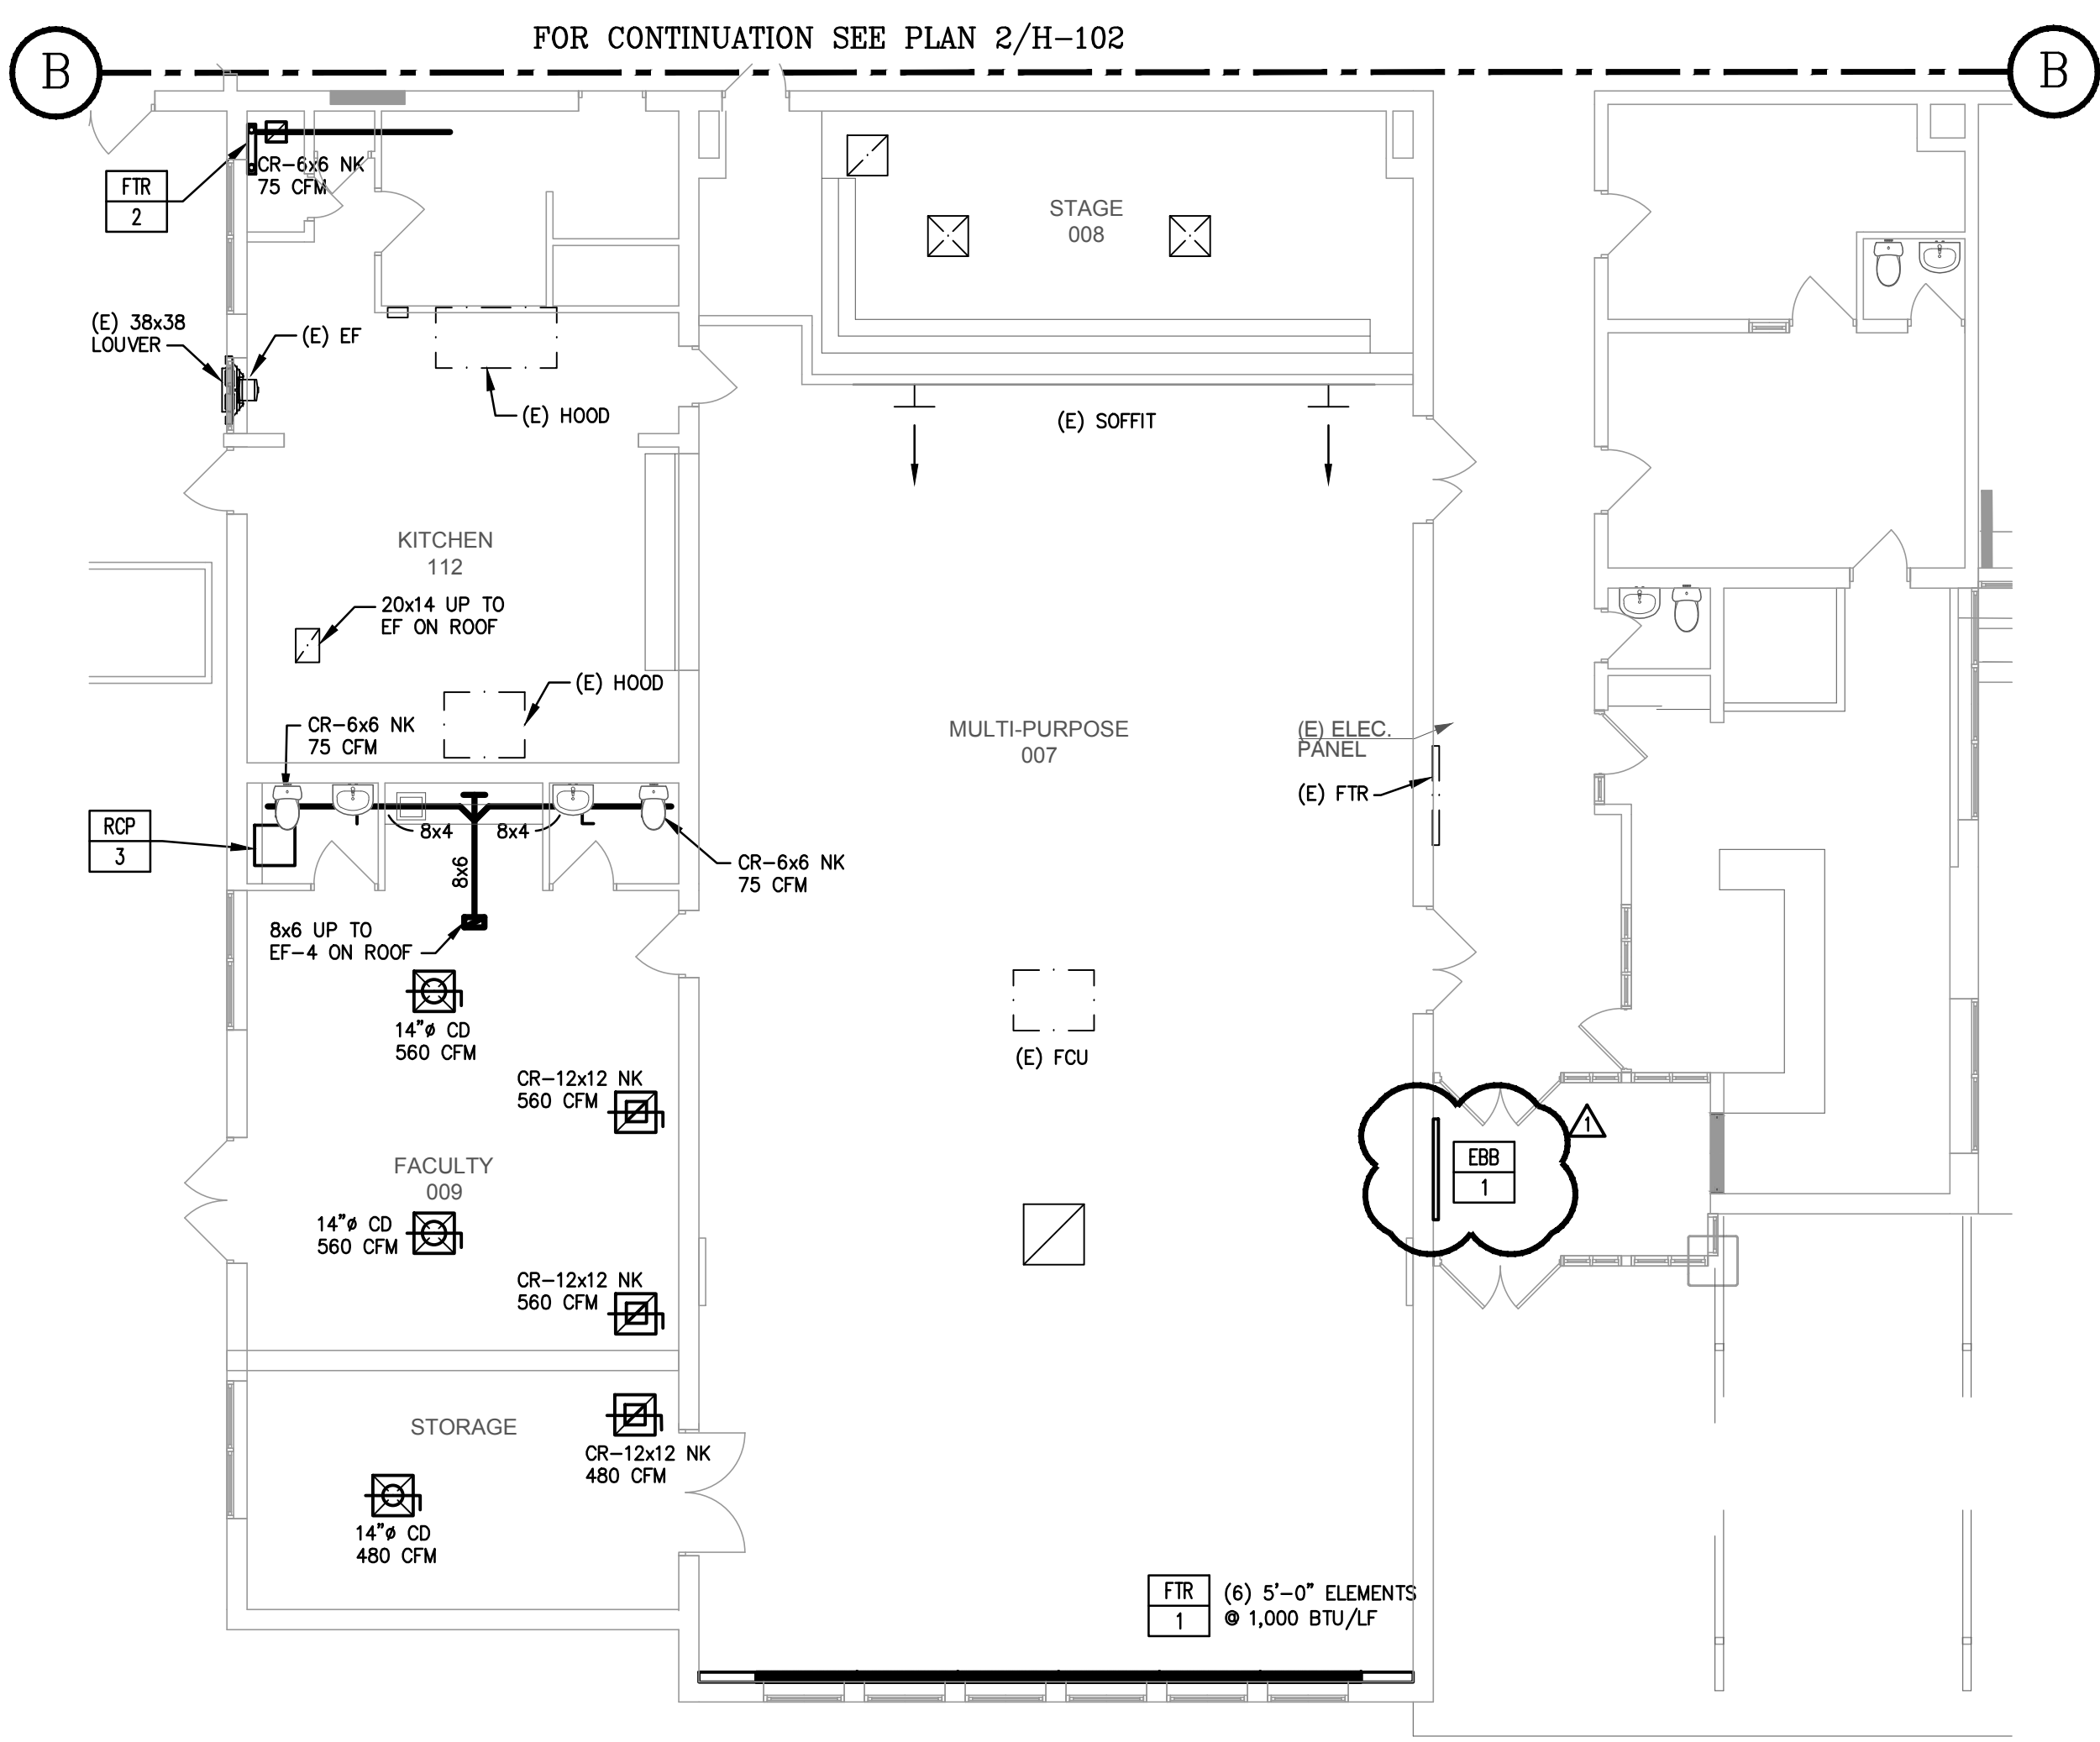 FOR CONTINUATION SEE PLAN 2/H-102
B
B
CR-6x6 NK
75 CFM
FTR
2
STAGE
008
(E) 38x38
LOUVER
(E) EF
(E) HOOD
(E) SOFFIT
KITCHEN
112
20x14 UP TO
EF ON ROOF
(E) HOOD
CR-6x6 NK
75 CFM
MULTI-PURPOSE
007
(E) ELEC.
PANEL
(E) FTR
RCP
3
8x4
8x4
8x6
CR-6x6 NK
75 CFM
8x6 UP TO
EF-4 ON ROOF
14"ø CD
560 CFM
(E) FCU
CR-12x12 NK
560 CFM
1
EBB
1
FACULTY
009
14"ø CD
560 CFM
CR-12x12 NK
560 CFM
STORAGE
CR-12x12 NK
480 CFM
14"ø CD
480 CFM
FTR
1
(6) 5'-0" ELEMENTS
@ 1,000 BTU/LF